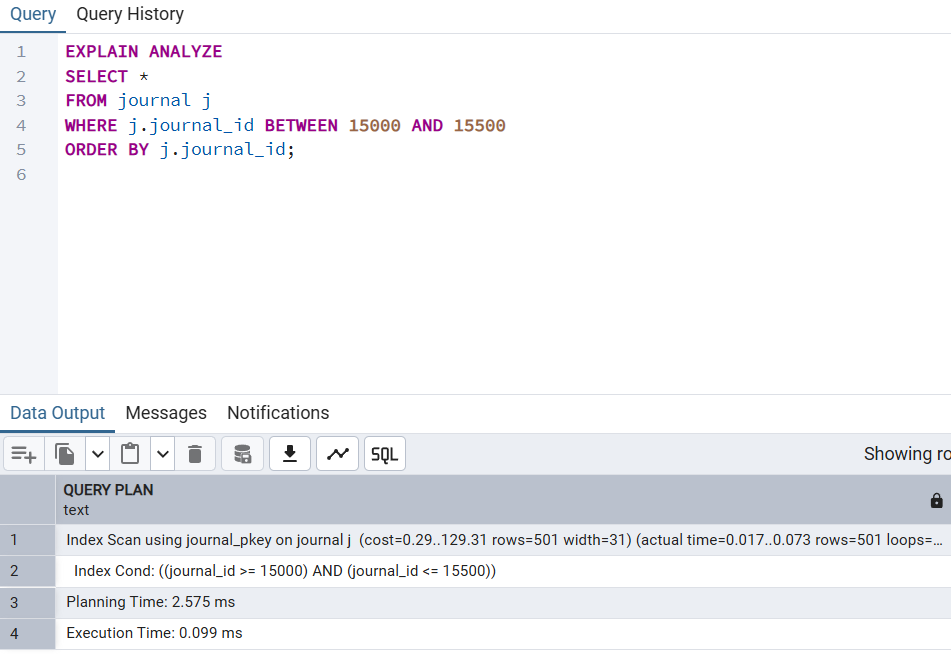 Query Query History
1 EXPLAIN ANALYZE
2 SELECT *
3 FROM journal j
4 WHERE j.journal_id BETWEEN 15000 AND 15500
5 ORDER BY j.journal_id;
6
Data Output Messages Notifications
SQL Showing ro
QUERY PLAN
text
1 Index Scan using journal_pkey on journal j (cost=0.29..129.31 rows=501 width=31) (actual time=0.017..0.073 rows=501 loops=...
2 Index Cond: ((journal_id >= 15000) AND (journal_id <= 15500))
3 Planning Time: 2.575 ms
4 Execution Time: 0.099 ms